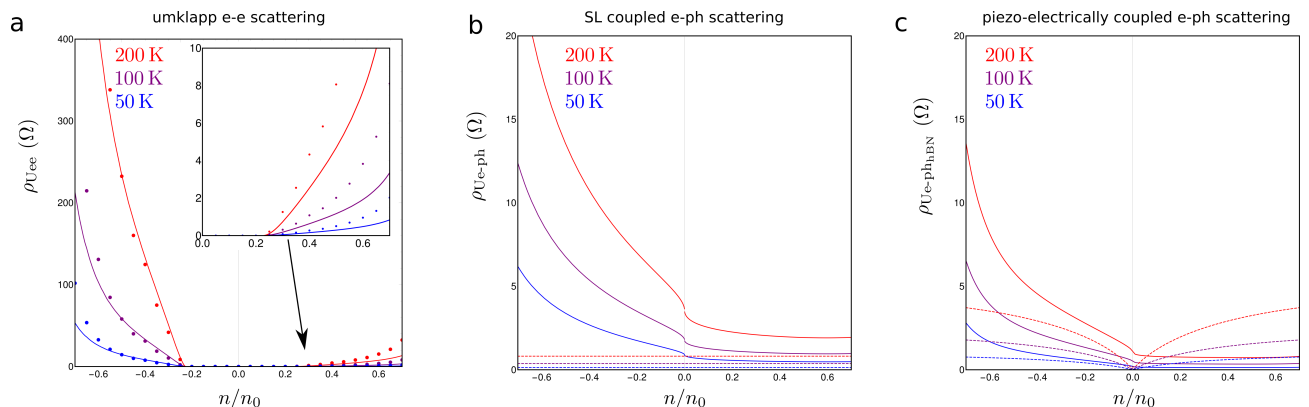 a
umklapp e-e scattering
400
300
200
100
0
ρUee (Ω)
200 K
100 K
50 K
10
8
6
4
2
0
0.0 0.2 0.4 0.6
−0.6 −0.4 −0.2 0.0 0.2 0.4 0.6
n/n0
b
SL coupled e-ph scattering
20
15
10
5
0
ρUe-ph (Ω)
200 K
100 K
50 K
−0.6 −0.4 −0.2 0.0 0.2 0.4 0.6
n/n0
c
piezo-electrically coupled e-ph scattering
20
15
10
5
0
ρUe-phhBN (Ω)
200 K
100 K
50 K
−0.6 −0.4 −0.2 0.0 0.2 0.4 0.6
n/n0